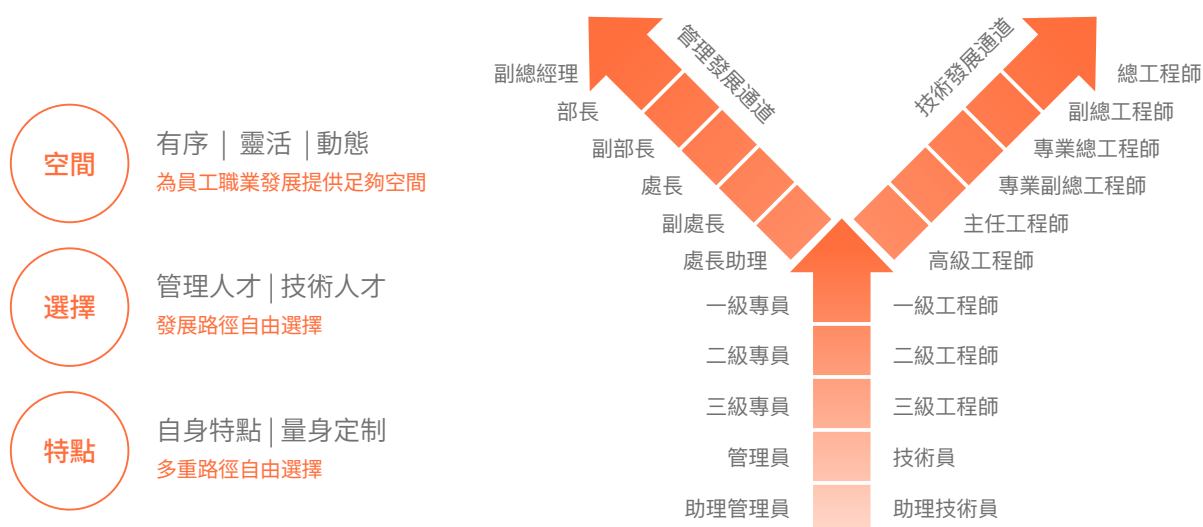 空間
有序 | 靈活 | 動態
為員工職業發展提供足夠空間
選擇
管理人才 | 技術人才
發展路徑自由選擇
特點
自身特點 | 量身定制
多重路徑自由選擇
管理發展通道
技術發展通道
副總經理
總工程師
部長
副總工程師
副部長
專業總工程師
處長
專業副總工程師
副處長
主任工程師
處長助理
高級工程師
一級專員
一級工程師
二級專員
二級工程師
三級專員
三級工程師
管理員
技術員
助理管理員
助理技術員